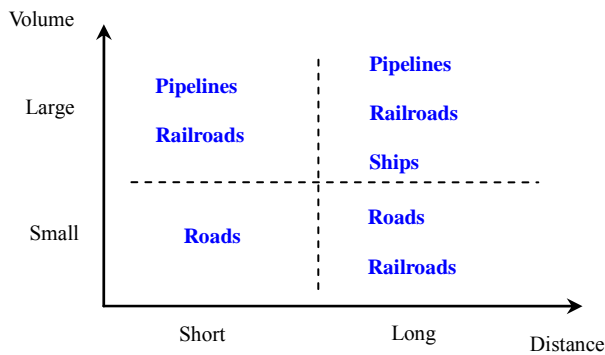 Volume
Large
Pipelines
Railroads
Pipelines
Railroads
Ships
Small
Roads
Roads
Railroads
Short
Long
Distance